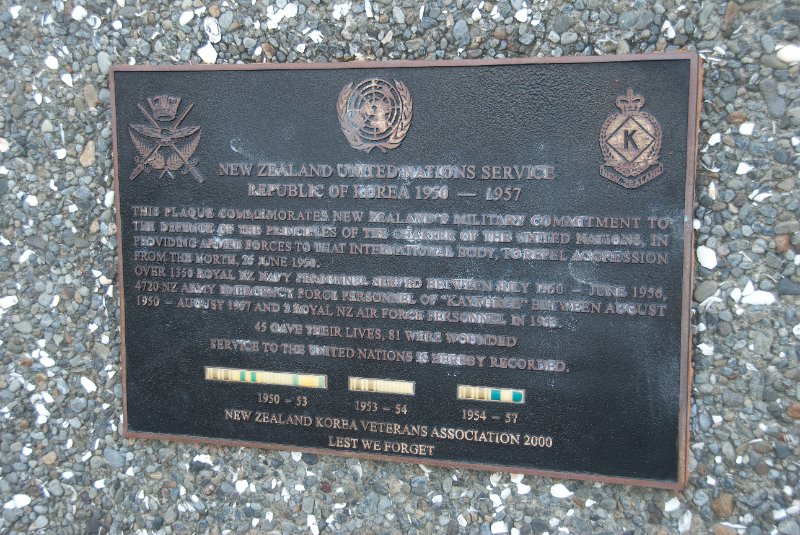 K
NEW ZEALAND
NEW ZEALAND UNITED NATIONS SERVICE
REPUBLIC OF KOREA 1950 — 1957
THIS PLAQUE COMMEMORATES NEW ZEALAND'S MILITARY COMMITMENT TO
THE DEFENCE OF THE PRINCIPLES OF THE CHARTER OF THE UNITED NATIONS, IN
PROVIDING ARMED FORCES TO THAT INTERNATIONAL BODY, TO REPEL AGGRESSION
FROM THE NORTH, 25 JUNE 1950.
OVER 1350 ROYAL NZ NAVY PERSONNEL SERVED BETWEEN JULY 1950 — JUNE 1956,
4720 NZ ARMY EMERGENCY FORCE PERSONNEL OF "KAYFORCE" BETWEEN AUGUST
1950 — AUGUST 1957 AND 2 ROYAL NZ AIR FORCE PERSONNEL IN
45 GAVE THEIR LIVES, 81 WERE WOUNDED
SERVICE TO THE UNITED NATIONS IS HEREBY RECORDED.
1950 – 53
1953 – 54
1954 – 57
NEW ZEALAND KOREA VETERANS ASSOCIATION 2000
LEST WE FORGET